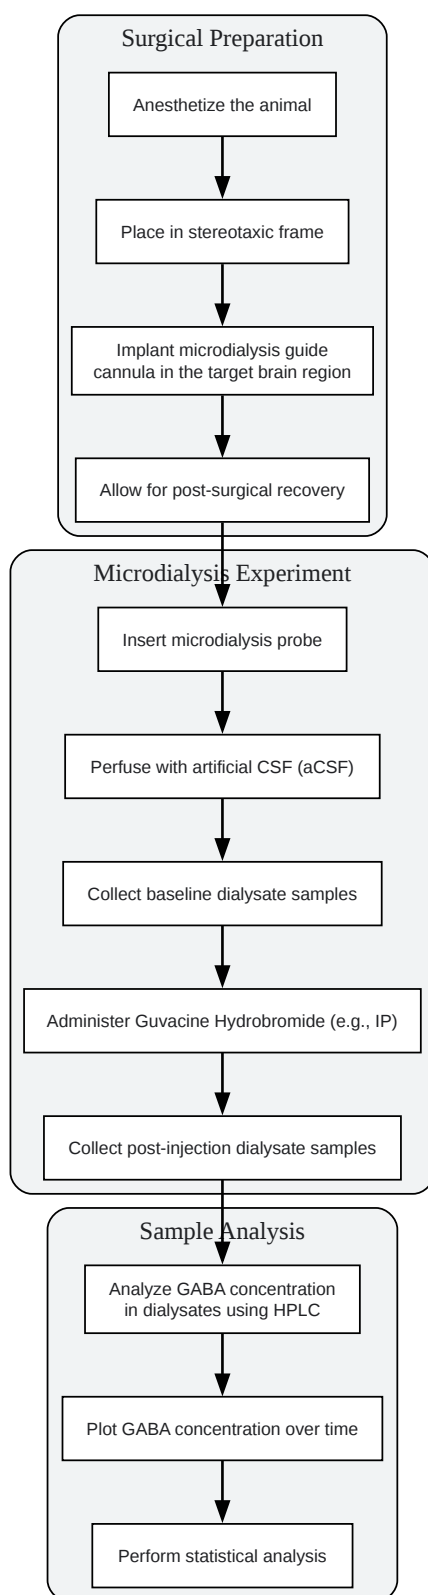 Surgical Preparation
Anesthetize the animal
Place in stereotaxic frame
Implant microdialysis guide
cannula in the target brain region
Allow for post-surgical recovery
Microdialysis Experiment
Insert microdialysis probe
Perfuse with artificial CSF (aCSF)
Collect baseline dialysate samples
Administer Guvacine Hydrobromide (e.g., IP)
Collect post-injection dialysate samples
Sample Analysis
Analyze GABA concentration
in dialysates using HPLC
Plot GABA concentration over time
Perform statistical analysis